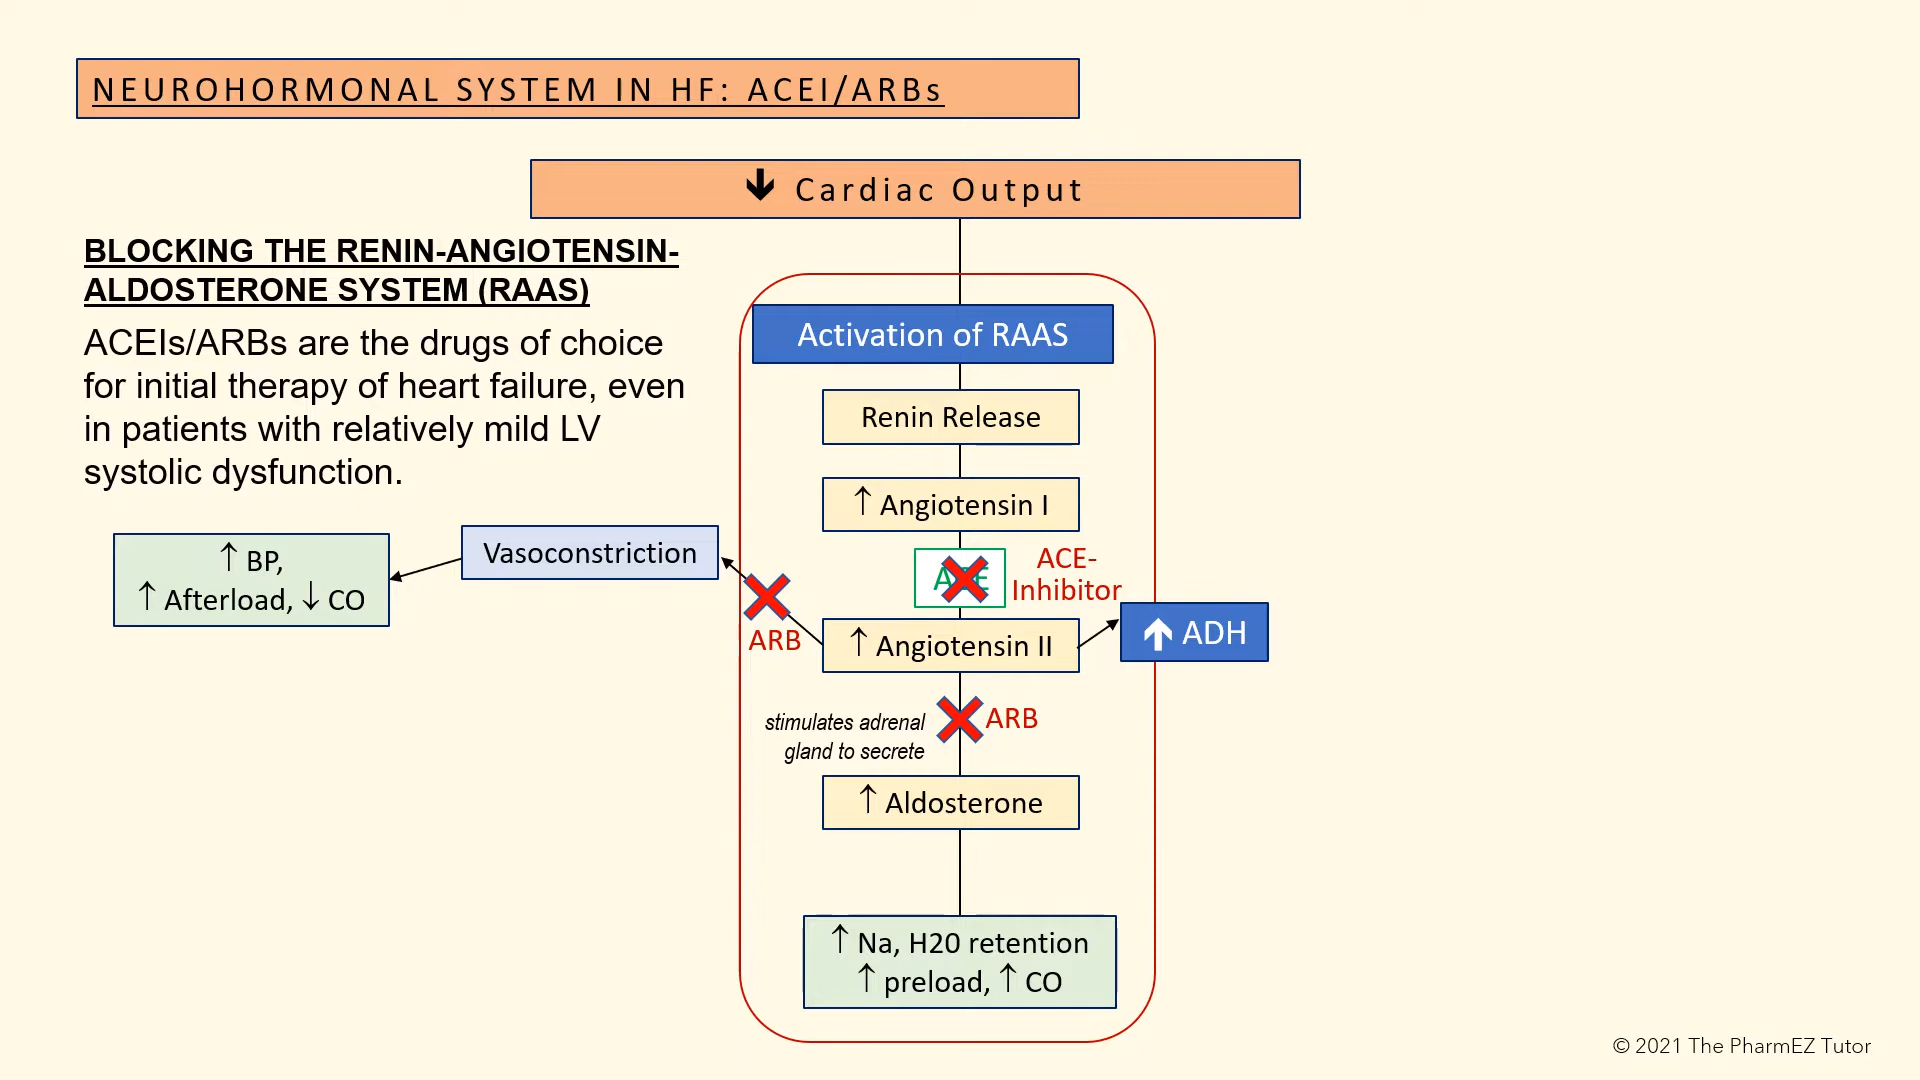 NEUROHORMONAL SYSTEM IN HF: ACEI/ARBs
↓ Cardiac Output
BLOCKING THE RENIN-ANGIOTENSIN-
ALDOSTERONE SYSTEM (RAAS)
ACEIs/ARBs are the drugs of choice
for initial therapy of heart failure, even
in patients with relatively mild LV
systolic dysfunction.
Activation of RAAS
Renin Release
↑ Angiotensin I
ACE
ACE-
Inhibitor
Vasoconstriction
↑ BP,
↑ Afterload, ↓ CO
ARB
↑ Angiotensin II
↑ ADH
stimulates adrenal
gland to secrete
ARB
↑ Aldosterone
↑ Na, H20 retention
↑ preload, ↑ CO
© 2021 The PharmEZ Tutor